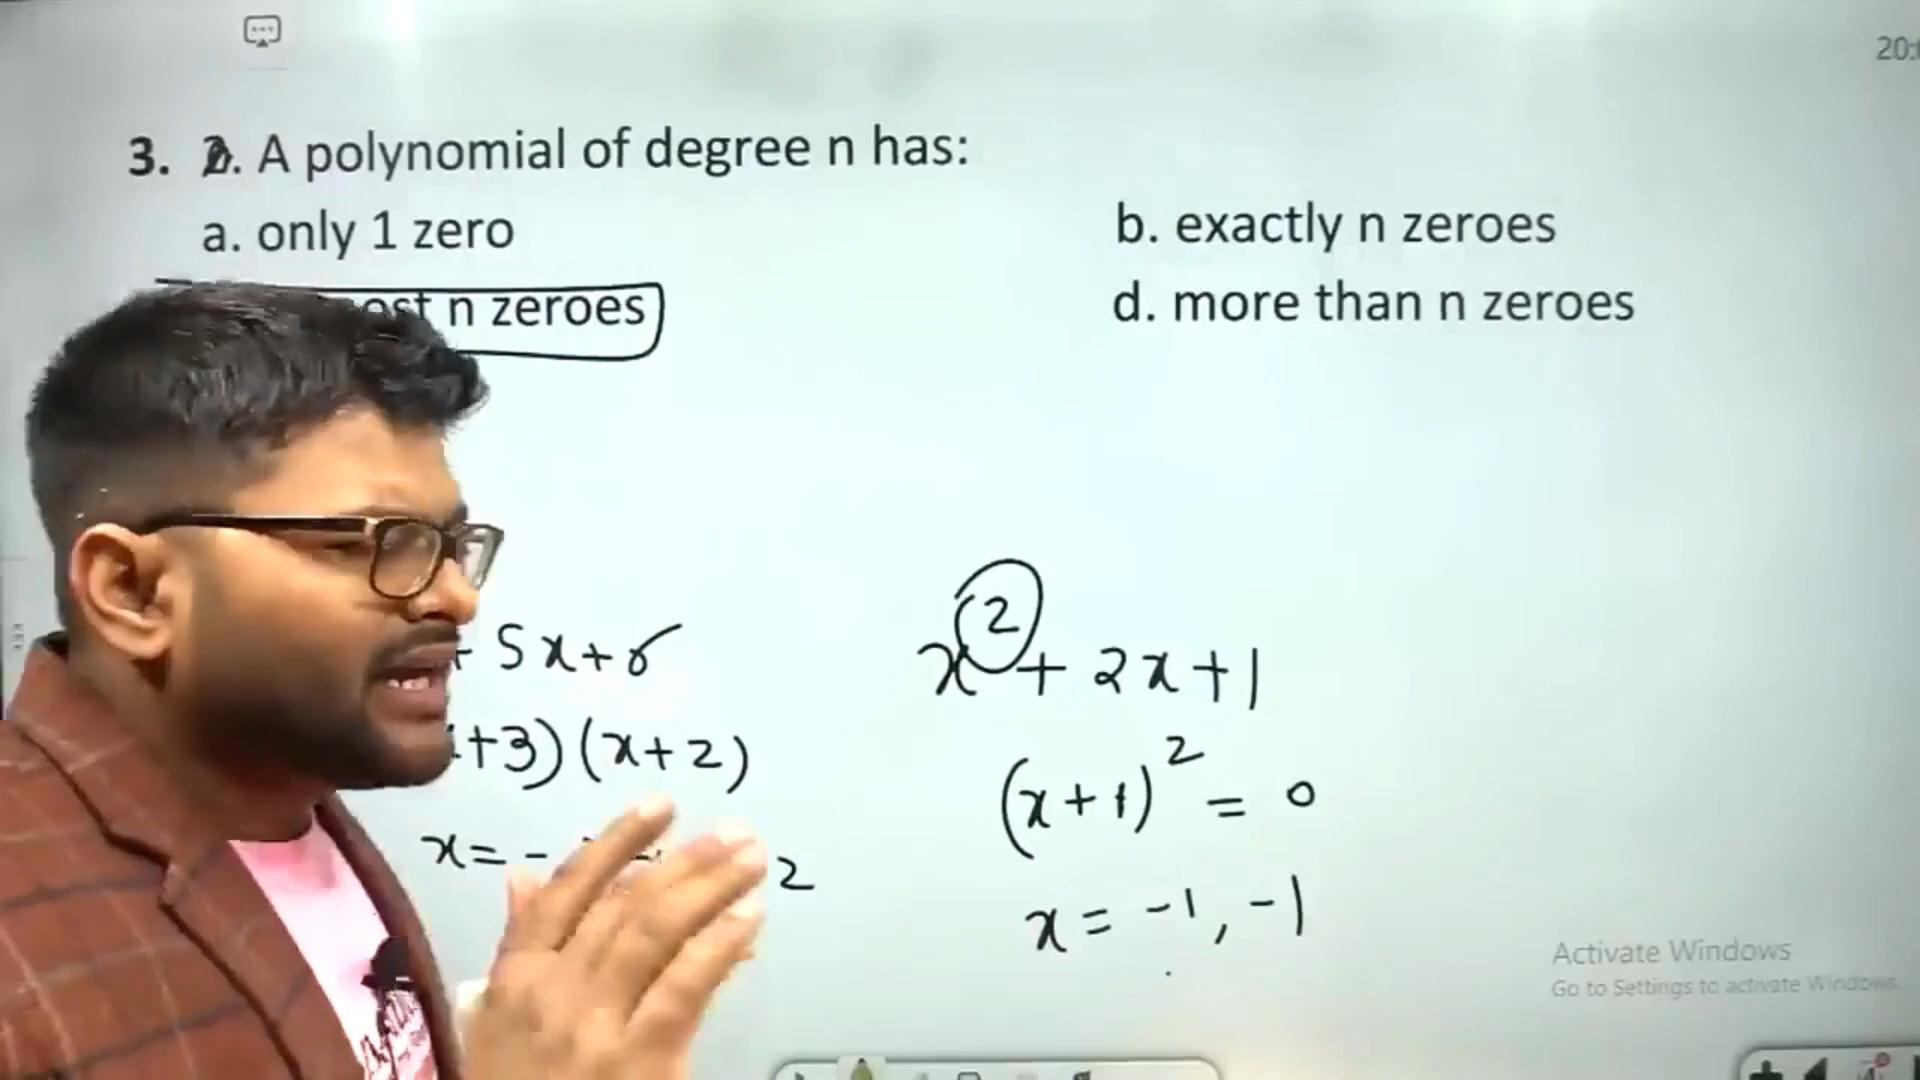 20:
3. 2. A polynomial of degree n has:
a. only 1 zero
b. exactly n zeroes
n zeroes
d. more than n zeroes
+ 5x+6
+3)(x+2)
x= - 2
x² + 2x+1
(x+1)² = 0
x = -1, -1
Activate Windows
Go to Settings to activate Windows.